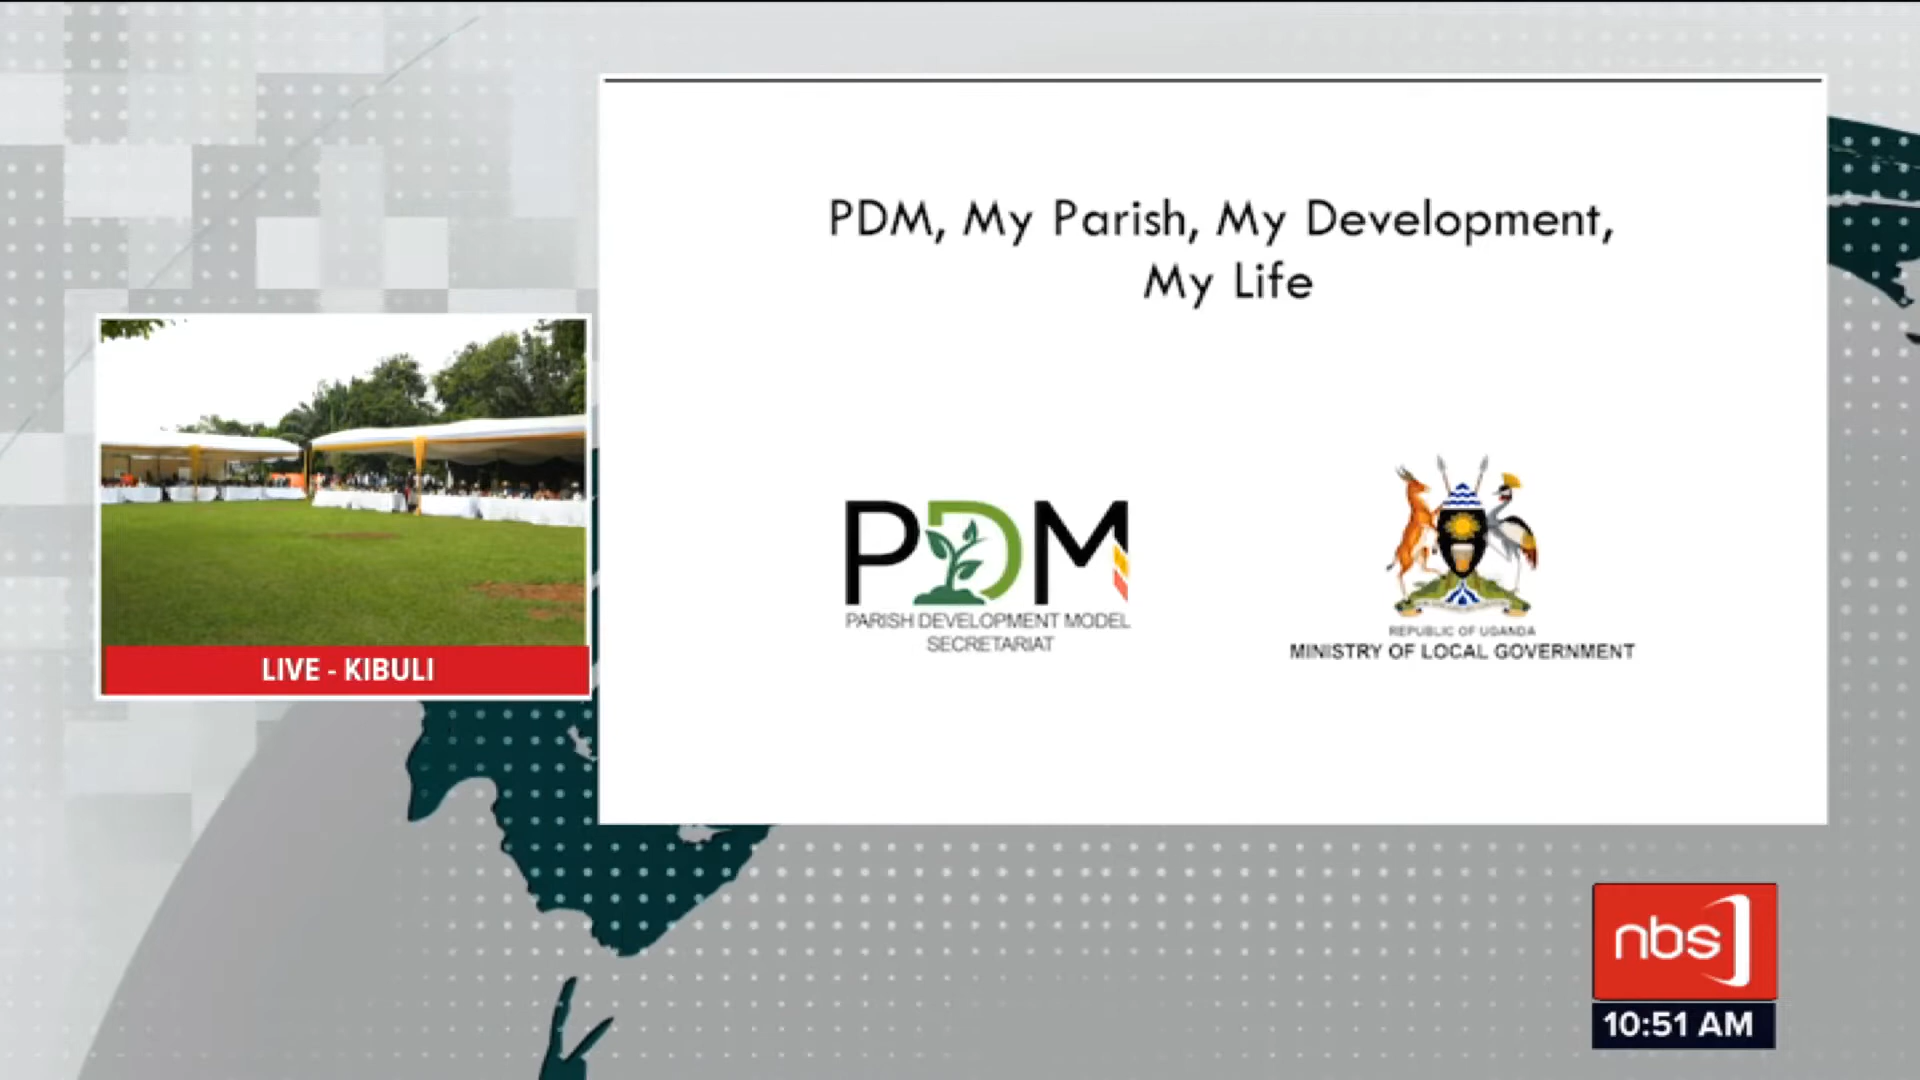 PDM, My Parish, My Development,
My Life
PDM
PARISH DEVELOPMENT MODEL
SECRETARIAT
REPUBLIC OF UGANDA
MINISTRY OF LOCAL GOVERNMENT
LIVE - KIBULI
nbs
10:51 AM